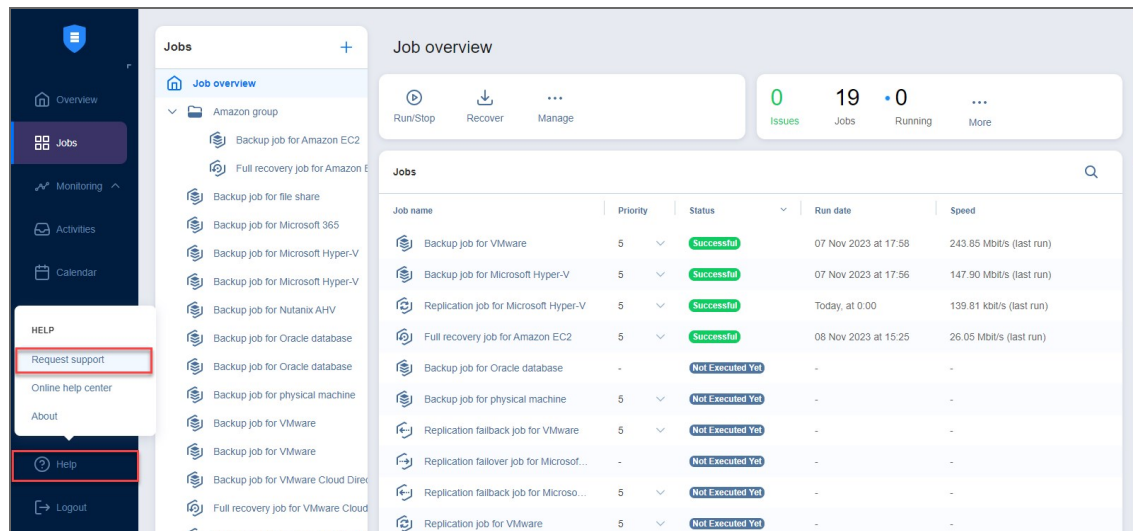 Overview
Jobs
Monitoring
Activities
Calendar
HELP
Request support
Online help center
About
Help
Logout
Jobs
Job overview
Amazon group
Backup job for Amazon EC2
Full recovery job for Amazon
Backup job for file share
Backup job for Microsoft 365
Backup job for Microsoft Hyper-V
Backup job for Microsoft Hyper-V
Backup job for Nutanix AHV
Backup job for Oracle database
Backup job for Oracle database
Backup job for physical machine
Backup job for VMware
Backup job for VMware
Backup job for VMware Cloud Direc
Full recovery job for VMware Cloud
Job overview
Run/Stop Recover Manage
0 19 0
Issues Jobs Running More
Jobs
Job name Priority Status Run date Speed
Backup job for VMware 5 Successful 07 Nov 2023 at 17:58 243.85 Mbit/s (last run)
Backup job for Microsoft Hyper-V 5 Successful 07 Nov 2023 at 17:56 147.90 Mbit/s (last run)
Replication job for Microsoft Hyper-V 5 Successful Today, at 0:00 139.81 kbit/s (last run)
Full recovery job for Amazon EC2 5 Successful 08 Nov 2023 at 15:25 26.05 Mbit/s (last run)
Backup job for Oracle database - Not Executed Yet - -
Backup job for physical machine 5 Not Executed Yet - -
Replication failback job for VMware 5 Not Executed Yet - -
Replication failover job for Microsof... - Not Executed Yet - -
Replication failback job for Microso... 5 Not Executed Yet - -
Replication job for VMware 5 Not Executed Yet - -